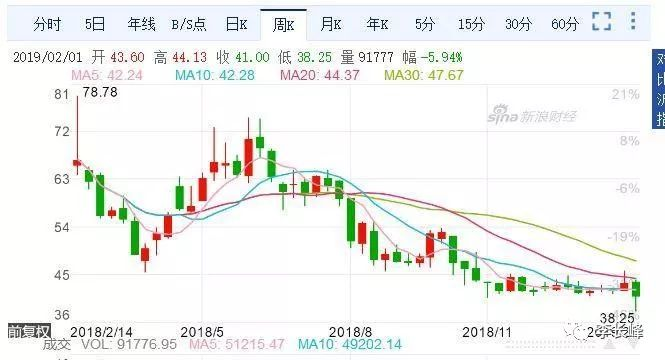 分时 5日 年线 B/S点 日K 周K 月K 年K 5分 15分 30分 60分
2019/02/01 开 43.60 高 44.13 收 41.00 低 38.25 量 91777 幅 -5.94%
MA5: 42.24 MA10: 42.28 MA20: 44.37 MA30: 47.67
对比沪指
81 78.78 21%
sina 新浪财经
72 8%
63 -6%
54 -19%
45
36 38.25
前复权 2018/2/14 2018/5 2018/8 2018/11
成交 VOL: 91776.95 MA5: 51215.47 MA10: 49202.14